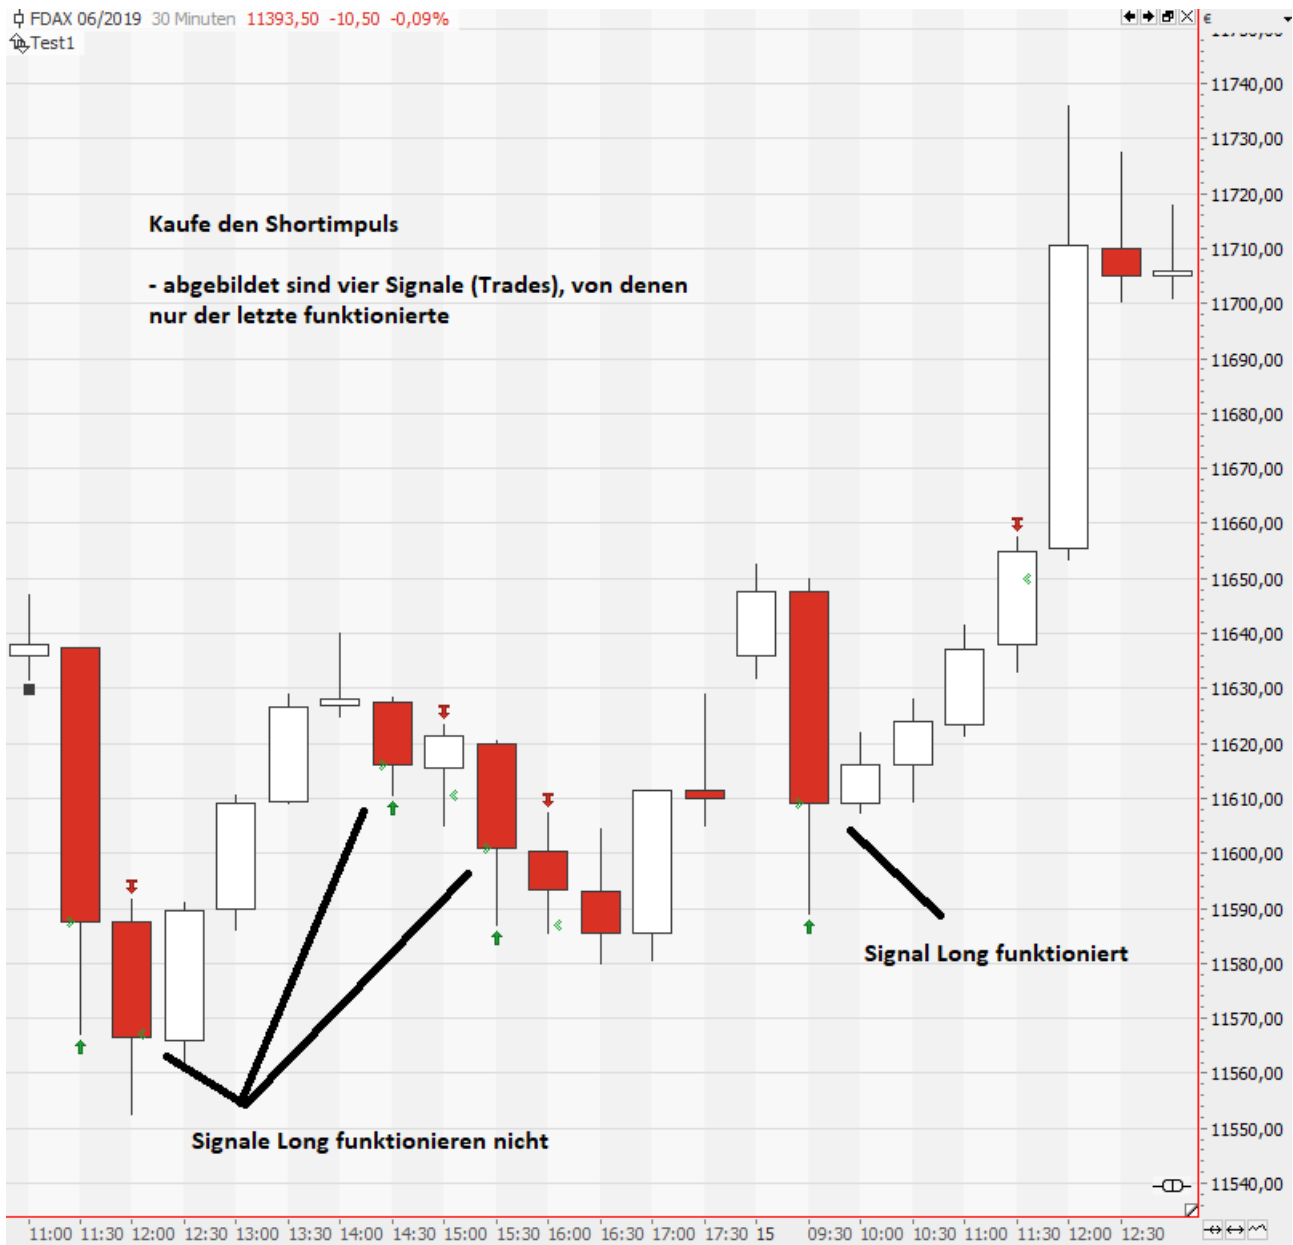 FDAX 06/2019 30 Minuten 11393,50 -10,50 -0,09%
€
Test1
11740,00
11730,00
Kaufe den Shortimpuls
11720,00
11710,00
- abgebildet sind vier Signale (Trades), von denen
nur der letzte funktionierte
11700,00
11690,00
11680,00
11670,00
11660,00
11650,00
11640,00
11630,00
11620,00
11610,00
11600,00
11590,00
Signal Long funktioniert
11580,00
11570,00
11560,00
11550,00
Signale Long funktionieren nicht
11540,00
11:00 11:30 12:00 12:30 13:00 13:30 14:00 14:30 15:00 15:30 16:00 16:30 17:00 17:30 15 09:30 10:00 10:30 11:00 11:30 12:00 12:30